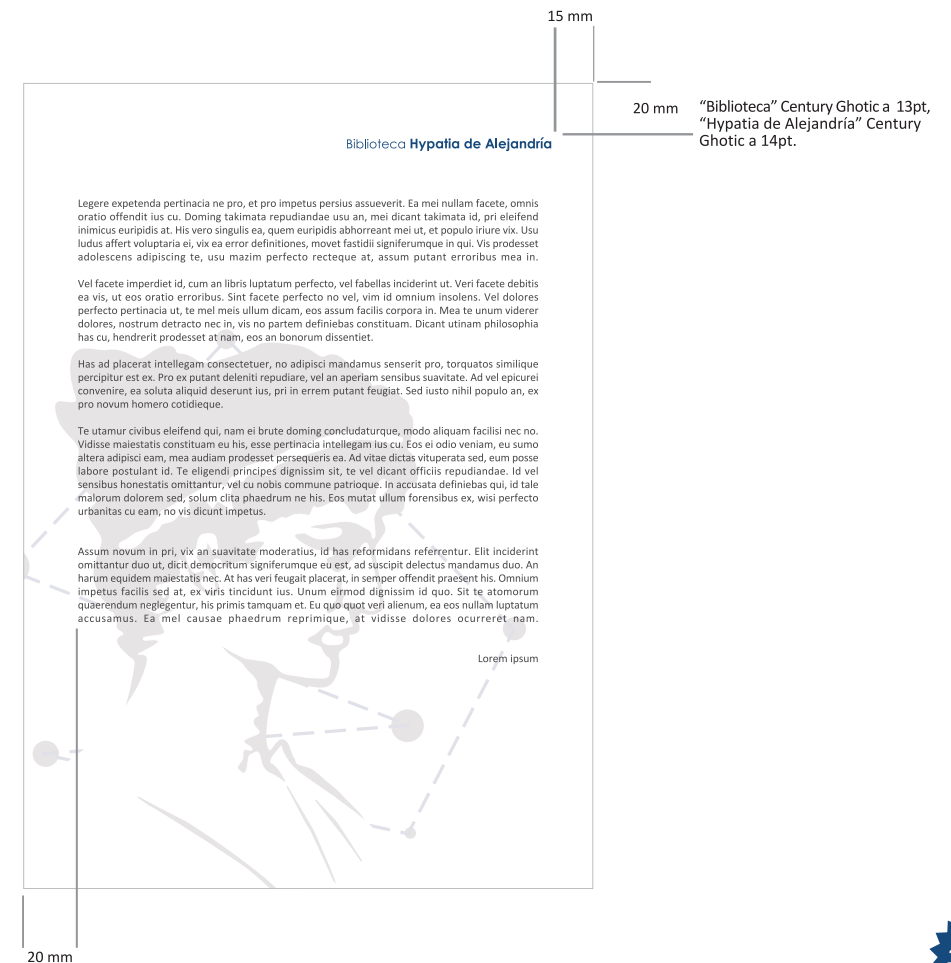 15 mm
20 mm
“Biblioteca” Century Ghotic a 13pt,
“Hypatia de Alejandría” Century
Ghotic a 14pt.
Biblioteca Hypatia de Alejandría
Legere expetenda pertinacia ne pro, et pro impetus persius assueverit. Ea mei nullam facete, omnis
oratio offendit ius cu. Doming takimata repudiandae usu an, mei dicant takimata id, pri eleifend
inimicus euripidis at. His vero singulis ea, quem euripidis abhorreant mei ut, et populo iriure vix. Usu
ludus affert voluptaria ei, vix ea error definitiones, movet fastidii signiferumque in qui. Vis prodesset
adolescens adipiscing te, usu mazim perfecto recteque at, assum putant erroribus mea in.
Vel facete imperdiet id, cum an libris luptatum perfecto, vel fabellas inciderint ut. Veri facete debitis
ea vis, ut eos oratio erroribus. Sint facete perfecto no vel, vim id omnium insolens. Vel dolores
perfecto pertinacia ut, te mel meis ullum dicam, eos assum facilis corpora in. Mea te unum viderer
dolores, nostrum detracto nec in, vis no partem definiebas constituam. Dicant utinam philosophia
has cu, hendrerit prodesset at nam, eos an bonorum dissentiet.
Has ad placerat intellegam consectetuer, no adipisci mandamus senserit pro, torquatos similique
percipitur est ex. Pro ex putant deleniti repudiare, vel an aperiam sensibus suavitate. Ad vel epicurei
convenire, ea soluta aliquid deserunt ius, pri in errem putant feugiat. Sed iusto nihil populo an, ex
pro novum homero cotidieque.
Te utamur civibus eleifend qui, nam ei brute doming concludaturque, modo aliquam facilisi nec no.
Vidisse maiestatis constituam eu his, esse pertinacia intellegam ius cu. Eos ei odio veniam, eu sumo
altera adipisci eam, mea audiam prodesset persequeris ea. Ad vitae dictas vituperata sed, eum posse
labore postulant id. Te eligendi principes dignissim sit, te vel dicant officiis repudiandae. Id vel
sensibus honestatis omittantur, vel cu nobis commune patrioque. In accusata definiebas qui, id tale
malorum dolorem sed, solum clita phaedrum ne his. Eos mutat ullum forensibus ex, wisi perfecto
urbanitas cu eam, no vis dicunt impetus.
Assum novum in pri, vix an suavitate moderatius, id has reformidans referrentur. Elit inciderint
omittantur duo ut, dicit democritum signiferumque eu est, ad suscipit delectus mandamus duo. An
harum equidem maiestatis nec. At has veri feugait placerat, in semper offendit praesent his. Omnium
impetus facilis sed at, ex viris tincidunt ius. Unum eirmod dignissim id quo. Sit te atomorum
quaerendum neglegentur, his primis tamquam et. Eu quo quot veri alienum, ea eos nullam luptatum
accusamus. Ea mel causae phaedrum reprimique, at vidisse dolores ocurreret nam.
Lorem ipsum
20 mm